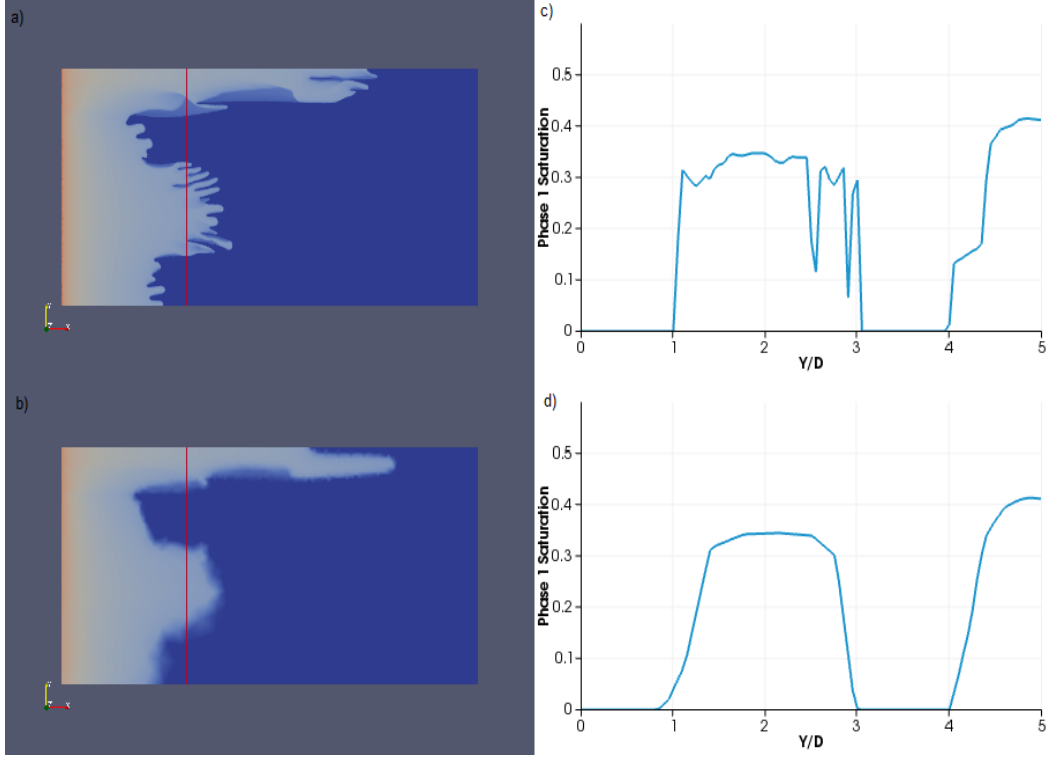 a)
Y
Z
X
b)
Y
Z
X
c)
Phase 1 Saturation
0.5
0.4
0.3
0.2
0.1
0
0 1 2 3 4 5
Y/D
d)
Phase 1 Saturation
0.5
0.4
0.3
0.2
0.1
0
0 1 2 3 4 5
Y/D